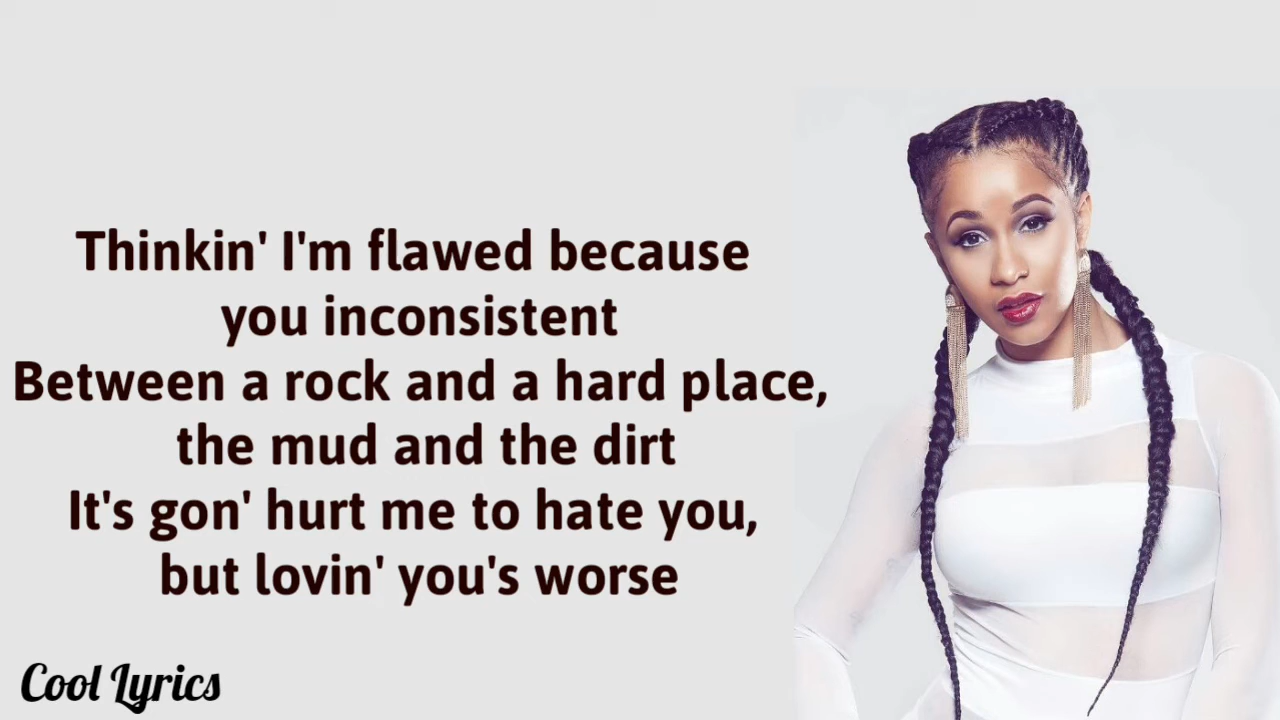 Thinkin' I'm flawed because
you inconsistent
Between a rock and a hard place,
the mud and the dirt
It's gon' hurt me to hate you,
but lovin' you's worse
Cool Lyrics